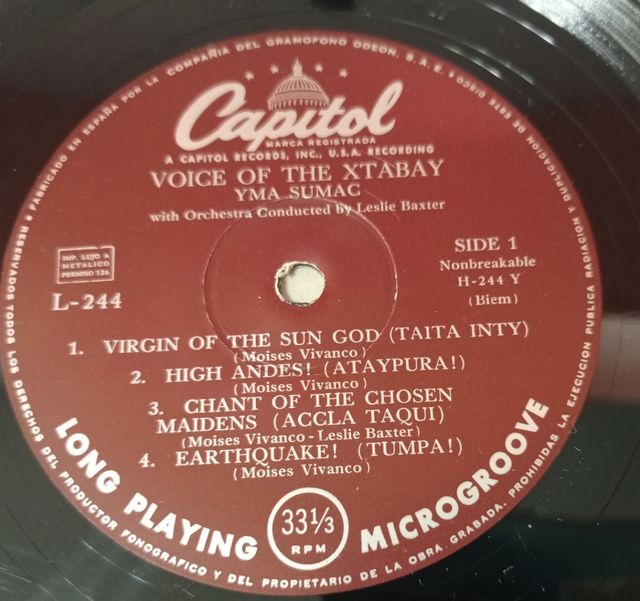 FABRICADO EN ESPAÑA POR LA COMPAÑIA DEL GRAMOFONO ODEON, S.A.E.
Capitol
MARCA REGISTRADA
A CAPITOL RECORDS, INC., U.S.A. RECORDING
VOICE OF THE XTABAY
YMA SUMAC
with Orchestra Conducted by Leslie Baxter
IMP. LUJO A
METALICO
PERMISO 126
L-244
SIDE 1
Nonbreakable
H-244 Y
(Biem)
1. VIRGIN OF THE SUN GOD (TAITA INTY)
(Moises Vivanco)
2. HIGH ANDES! (ATAYPURA!)
(Moises Vivanco)
3. CHANT OF THE CHOSEN
MAIDENS (ACCLA TAQUI)
(Moises Vivanco - Leslie Baxter)
4. EARTHQUAKE! (TUMPA!)
(Moises Vivanco)
LONG PLAYING
33⅓
RPM
MICROGROOVE
RESERVADOS TODOS LOS DERECHOS DEL PRODUCTOR FONOGRAFICO Y DEL PROPIETARIO DE LA OBRA GRABADA. PROHIBIDAS LA EJECUCION PUBLICA RADIACION Y DUPLICACION DE ESTE DISCO